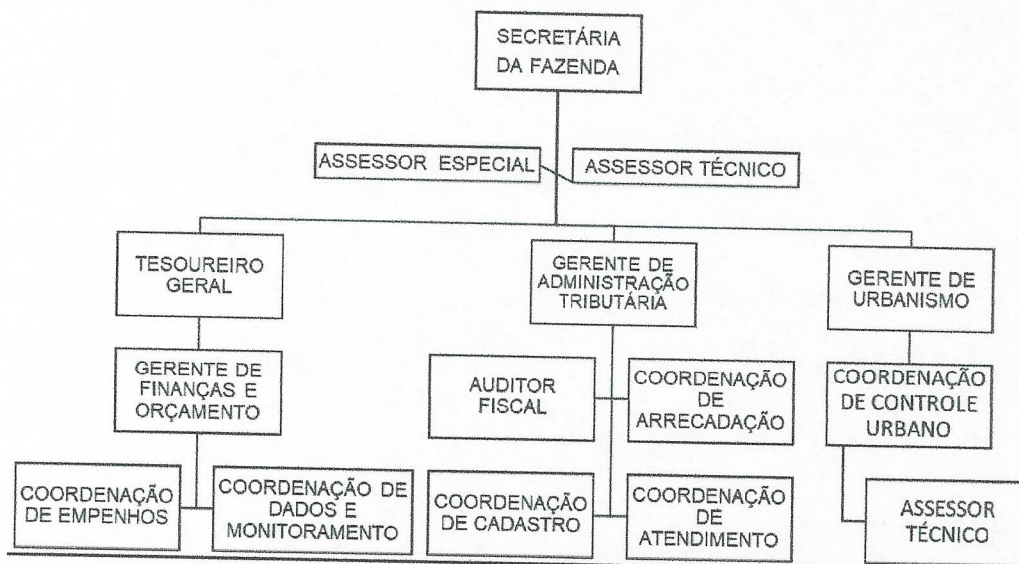 SECRETÁRIA
DA FAZENDA
ASSESSOR ESPECIAL
ASSESSOR TÉCNICO
TESOUREIRO
GERAL
GERENTE DE
ADMINISTRAÇÃO
TRIBUTÁRIA
GERENTE DE
URBANISMO
GERENTE DE
FINANÇAS E
ORÇAMENTO
AUDITOR
FISCAL
COORDENAÇÃO
DE
ARRECADAÇÃO
COORDENAÇÃO
DE CONTROLE
URBANO
COORDENAÇÃO
DE EMPENHOS
COORDENAÇÃO DE
DADOS E
MONITORAMENTO
COORDENAÇÃO
DE CADASTRO
COORDENAÇÃO
DE
ATENDIMENTO
ASSESSOR
TÉCNICO